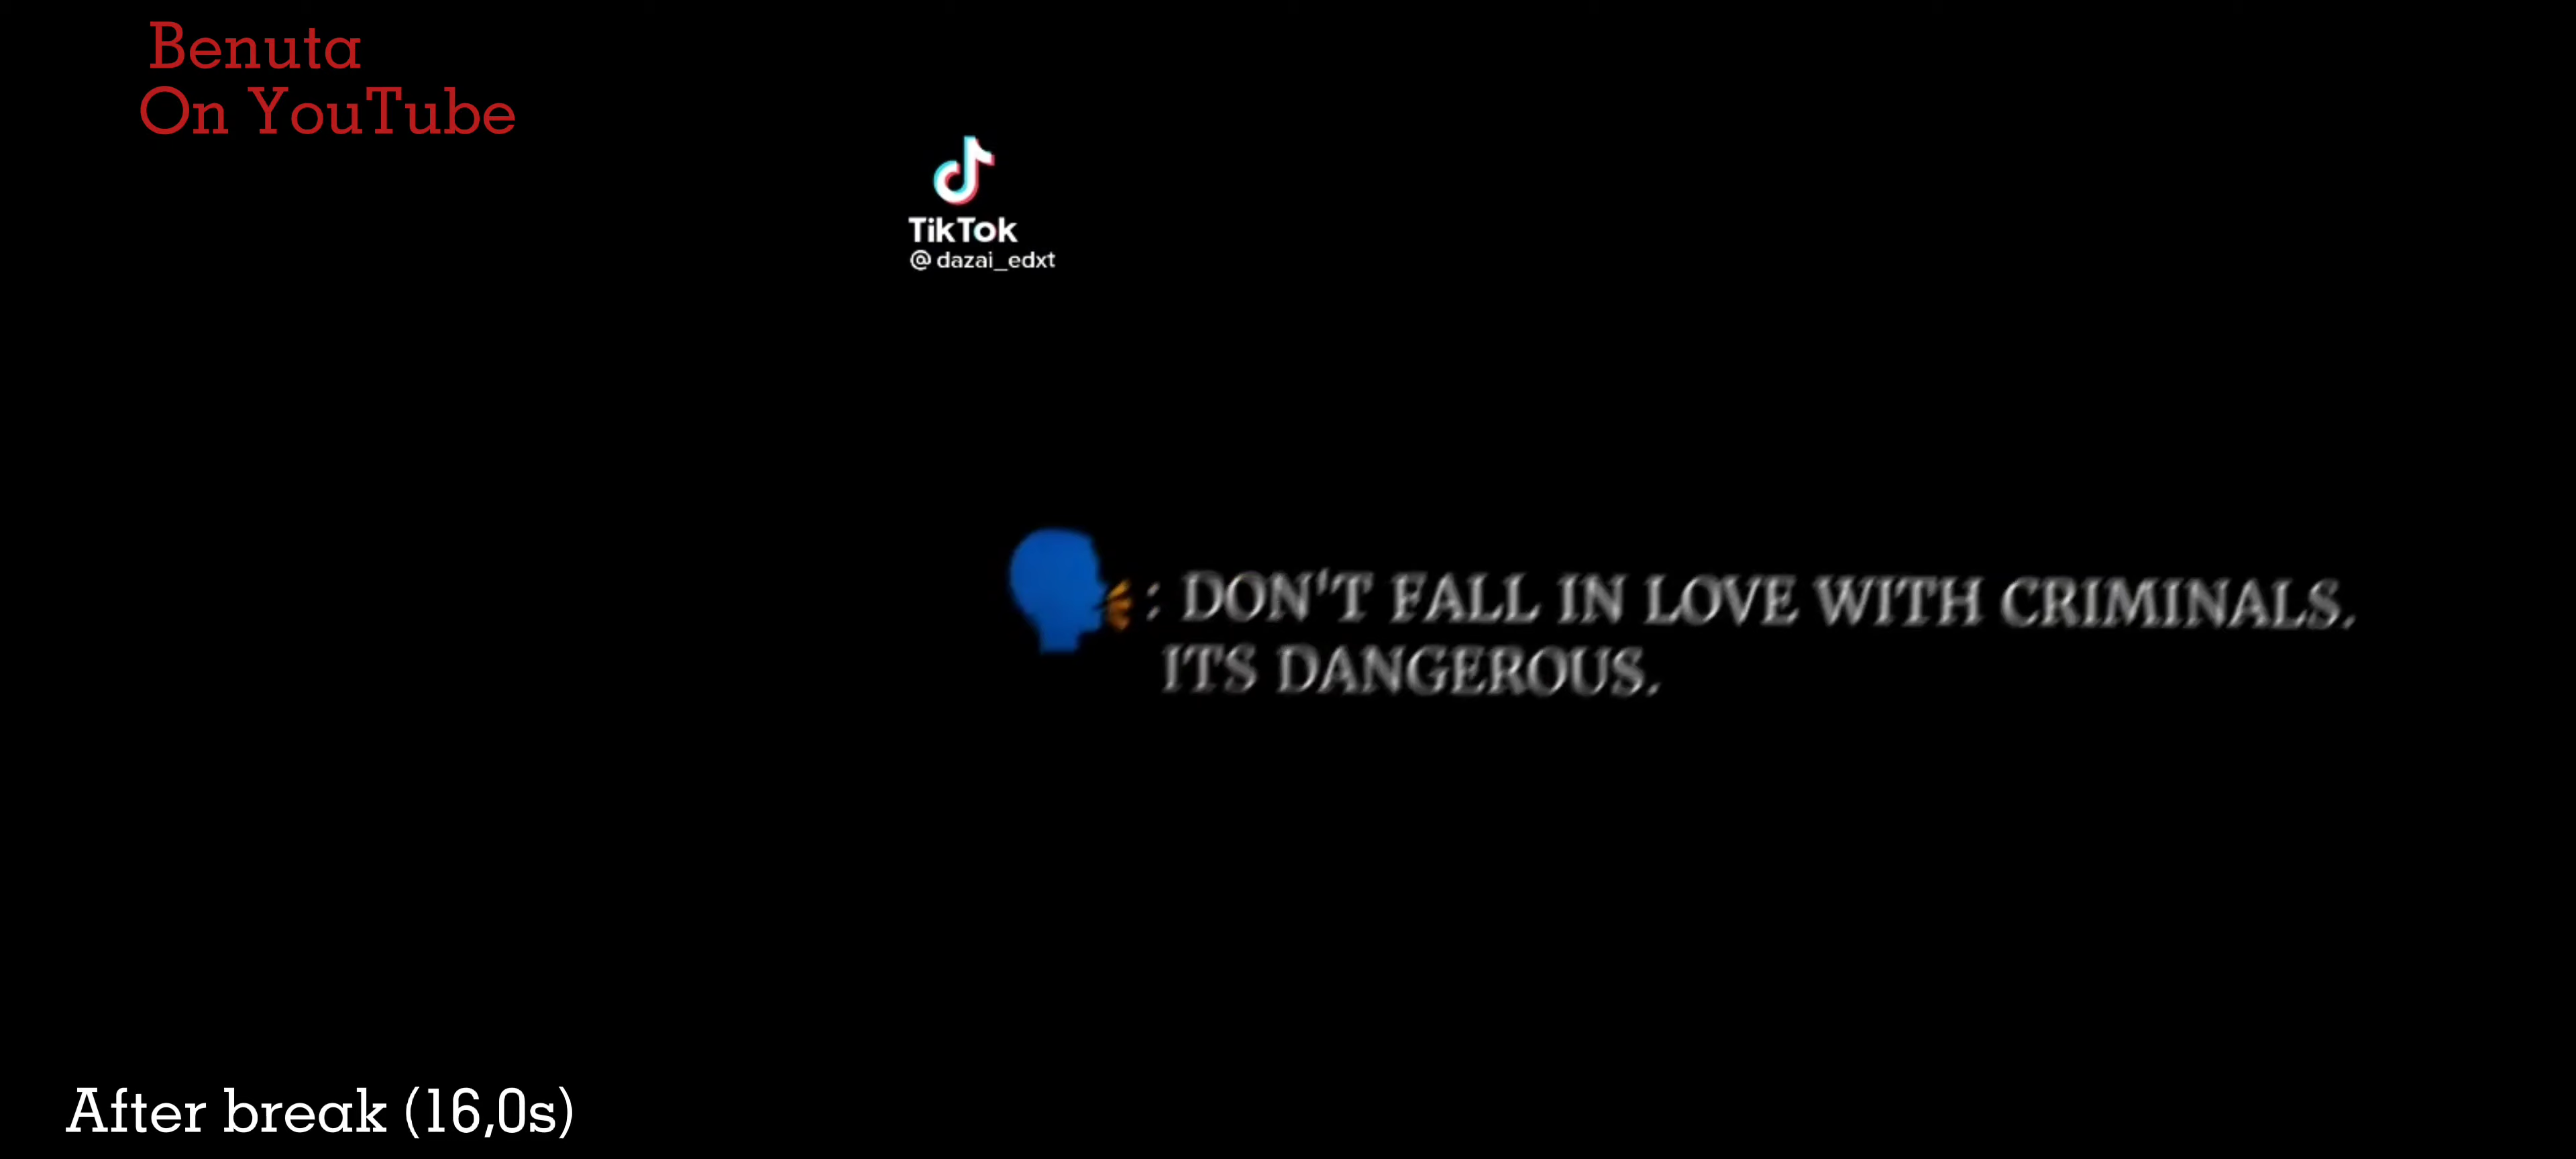 Benuta
On YouTube
TikTok
@dazai_edxt
: DON'T FALL IN LOVE WITH CRIMINALS.
ITS DANGEROUS.
After break (16,0s)